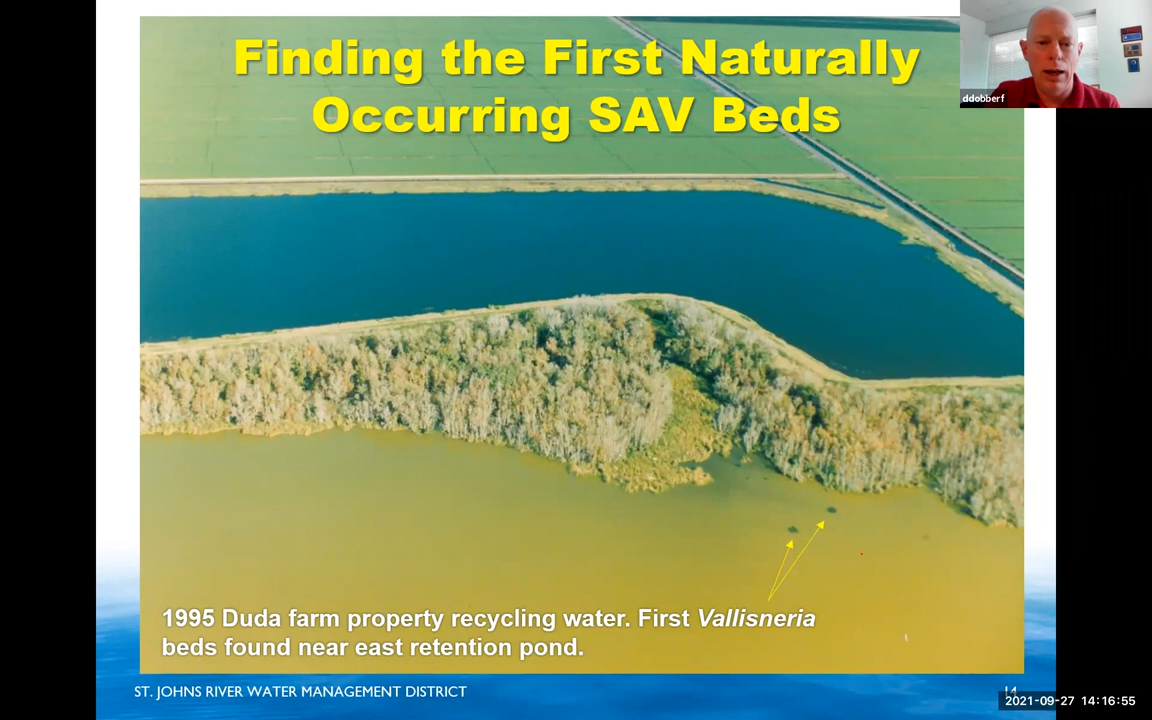 Finding the First Naturally
Occurring SAV Beds
ddobberf
1995 Duda farm property recycling water. First Vallisneria
beds found near east retention pond.
ST. JOHNS RIVER WATER MANAGEMENT DISTRICT
14
2021-09-27 14:16:55